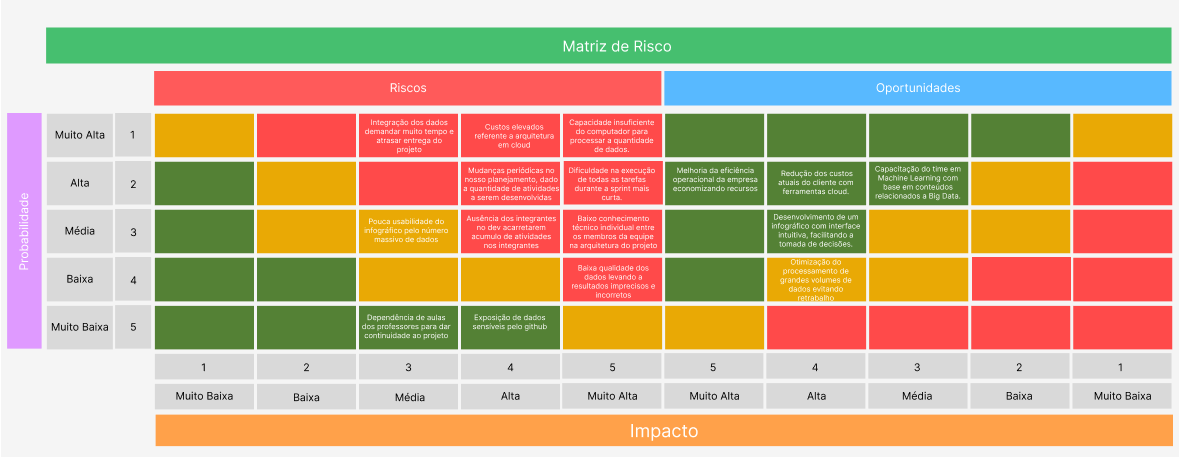 Matriz de Risco
Riscos
Oportunidades
Probabilidade
Muito Alta
1
Integração dos dados
demandar muito tempo e
atrasar entrega do
projeto
Custos elevados
referente a arquitetura
em cloud
Capacidade insuficiente
do computador para
processar a quantidade
de dados.
Alta
2
Mudanças periódicas no
nosso planejamento, dado
a quantidade de atividades
a serem desenvolvidas
Dificuldade na execução
de todas as tarefas
durante a sprint mais
curta.
Melhoria da eficiência
operacional da empresa
economizando recursos
Redução dos custos
atuais do cliente com
ferramentas cloud.
Capacitação do time em
Machine Learning com
base em conteúdos
relacionados a Big Data.
Média
3
Pouca usabilidade do
infográfico pelo número
massivo de dados
Ausência dos integrantes
no dev acarretarem
acumulo de atividades
nos integrantes
Baixo conhecimento
técnico individual entre
os membros da equipe
na arquitetura do projeto
Desenvolvimento de um
infográfico com interface
intuitiva, facilitando a
tomada de decisões.
Baixa
4
Baixa qualidade dos
dados levando a
resultados imprecisos e
incorretos
Otimização do
processamento de
grandes volumes de
dados evitando
retrabalho
Muito Baixa
5
Dependência de aulas
dos professores para dar
continuidade ao projeto
Exposição de dados
sensíveis pelo github
1
2
3
4
5
5
4
3
2
1
Muito Baixa
Baixa
Média
Alta
Muito Alta
Muito Alta
Alta
Média
Baixa
Muito Baixa
Impacto